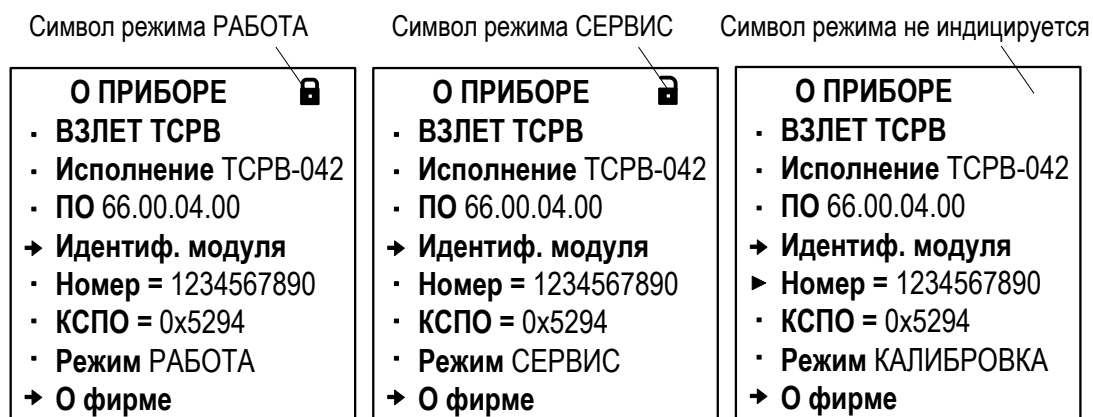 Символ режима РАБОТА
О ПРИБОРЕ
ВЗЛЕТ ТСРВ
Исполнение ТСРВ-042
ПО 66.00.04.00
Идентиф. модуля
Номер = 1234567890
КСПО = 0x5294
Режим РАБОТА
О фирме
Символ режима СЕРВИС
О ПРИБОРЕ
ВЗЛЕТ ТСРВ
Исполнение ТСРВ-042
ПО 66.00.04.00
Идентиф. модуля
Номер = 1234567890
КСПО = 0x5294
Режим СЕРВИС
О фирме
Символ режима не индицируется
О ПРИБОРЕ
ВЗЛЕТ ТСРВ
Исполнение ТСРВ-042
ПО 66.00.04.00
Идентиф. модуля
Номер = 1234567890
КСПО = 0x5294
Режим КАЛИБРОВКА
О фирме